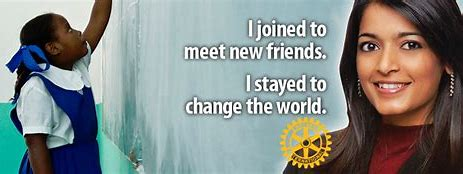 I joined to
meet new friends.
I stayed to
change the world.